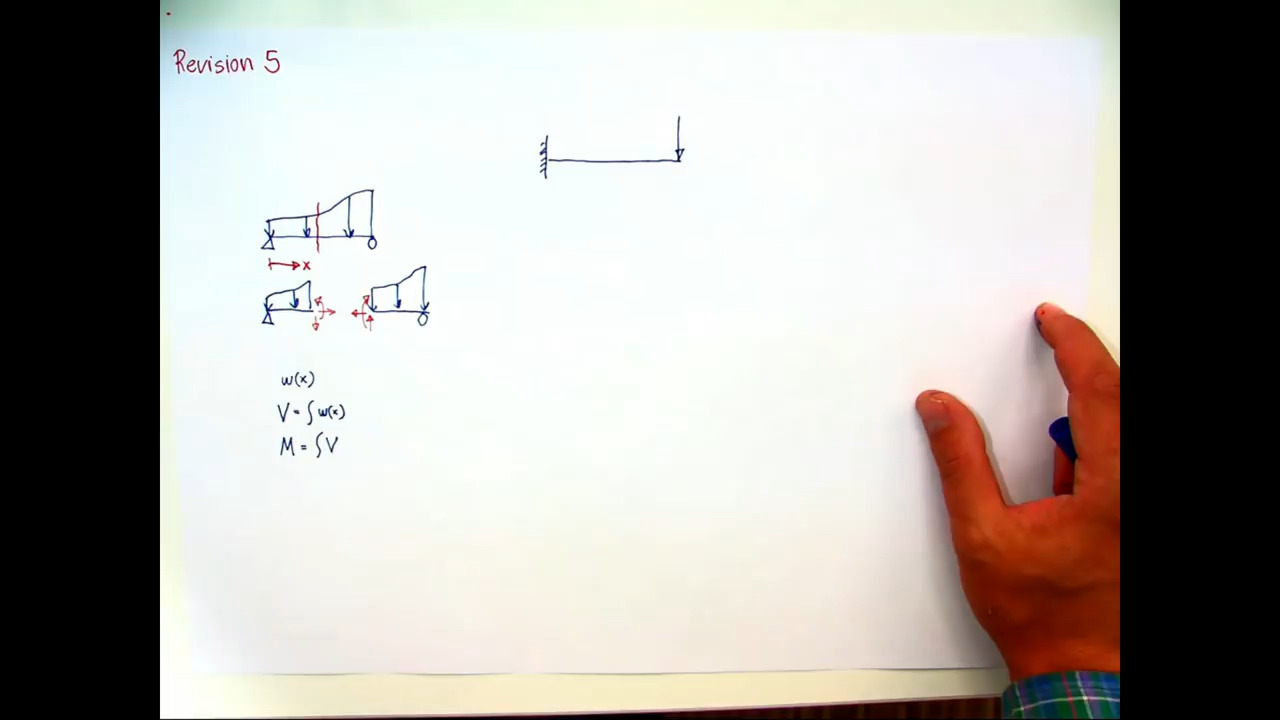 Revision 5
x
w(x)
V = ∫ w(x)
M = ∫ V